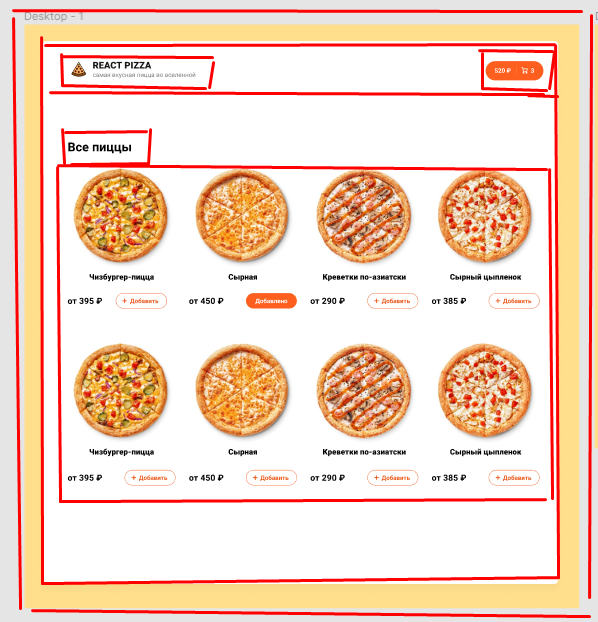 Desktop - 1
REACT PIZZA
самая вкусная пицца во вселенной
520 ₽ 3
Все пиццы
Чизбургер-пицца Сырная Креветки по-азиатски Сырный цыпленок
от 395 ₽ + Добавить от 450 ₽ Добавлено от 290 ₽ + Добавить от 385 ₽ + Добавить
Чизбургер-пицца Сырная Креветки по-азиатски Сырный цыпленок
от 395 ₽ + Добавить от 450 ₽ + Добавить от 290 ₽ + Добавить от 385 ₽ + Добавить